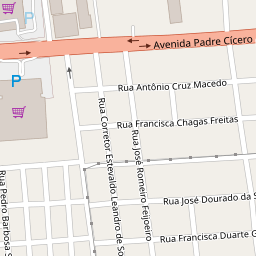 P
Avenida Padre Cícero
P
Rua Antônio Cruz Macedo
Rua Francisca Chagas Freitas
Rua Corretor Estevaldo Leandro de So
Rua José Romeiro Feijoeiro
Rua Pedro Barbosa S
Rua José Dourado da S
Rua Francisca Duarte G